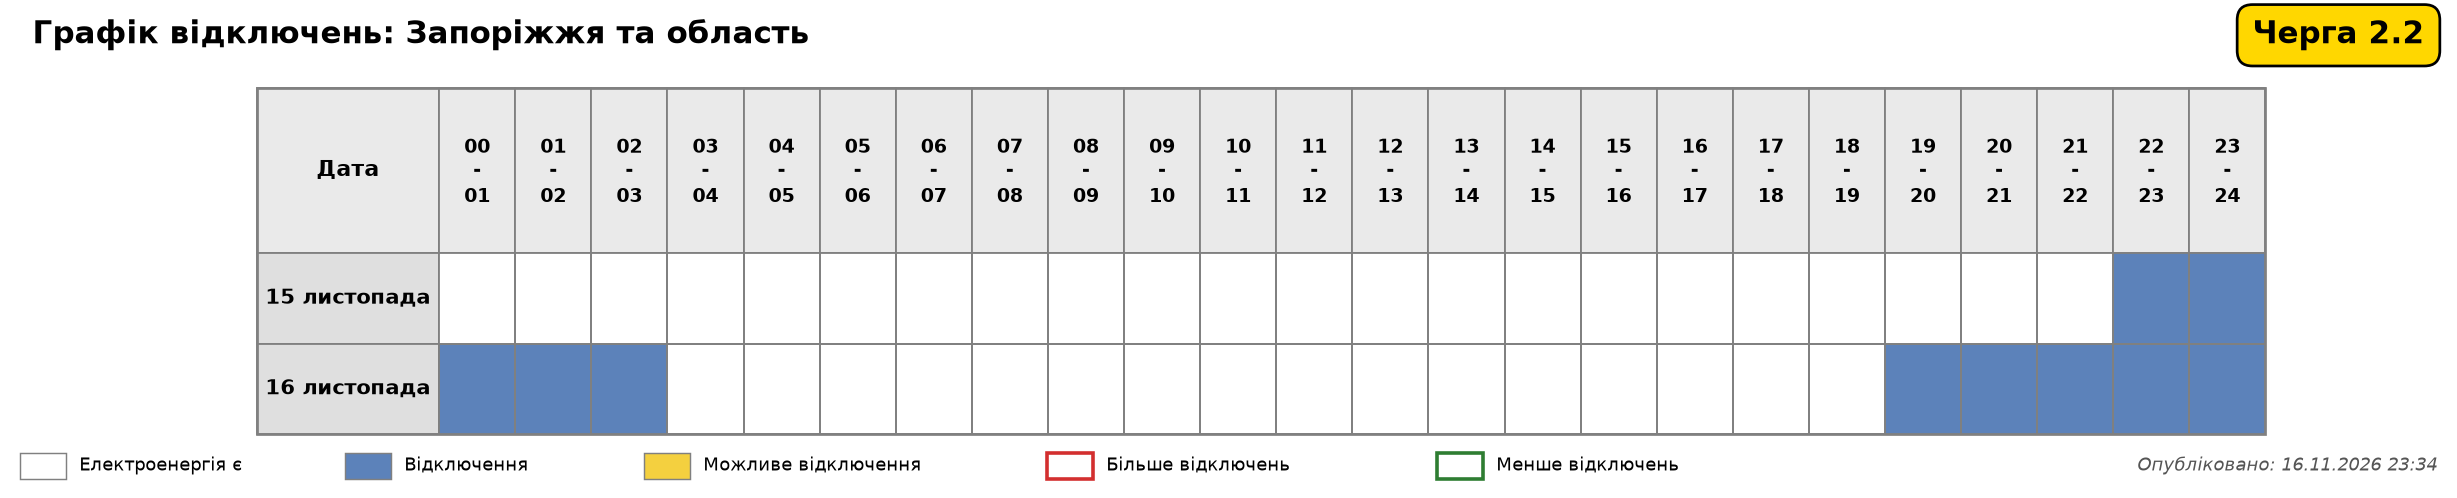 Графік відключень: Запоріжжя та область
Черга 2.2
Дата
00 - 01
01 - 02
02 - 03
03 - 04
04 - 05
05 - 06
06 - 07
07 - 08
08 - 09
09 - 10
10 - 11
11 - 12
12 - 13
13 - 14
14 - 15
15 - 16
16 - 17
17 - 18
18 - 19
19 - 20
20 - 21
21 - 22
22 - 23
23 - 24
15 листопада
16 листопада
Електроенергія є
Відключення
Можливе відключення
Більше відключень
Менше відключень
Опубліковано: 16.11.2026 23:34